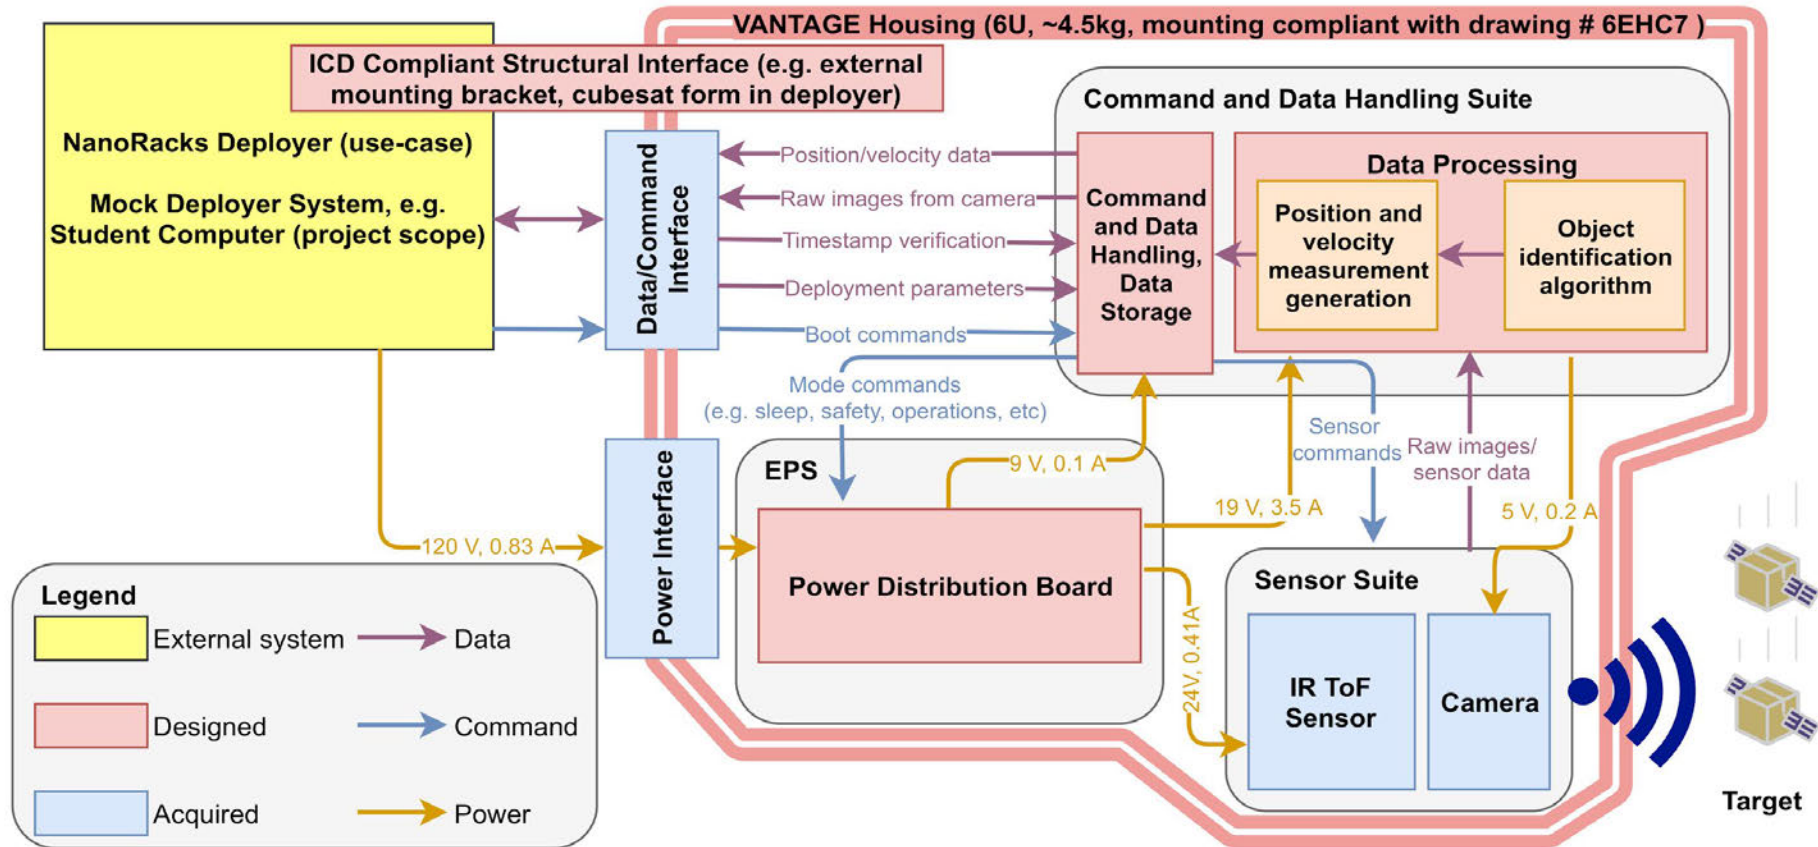 VANTAGE Housing (6U, ~4.5kg, mounting compliant with drawing # 6EHC7 )
ICD Compliant Structural Interface (e.g. external
mounting bracket, cubesat form in deployer)
NanoRacks Deployer (use-case)
Mock Deployer System, e.g.
Student Computer (project scope)
Data/Command
Interface
Position/velocity data
Raw images from camera
Timestamp verification
Deployment parameters
Boot commands
Mode commands
(e.g. sleep, safety, operations, etc)
Command and Data Handling Suite
Command
and Data
Handling,
Data
Storage
Data Processing
Position and
velocity
measurement
generation
Object
identification
algorithm
Sensor
commands
Raw images/
sensor data
120 V, 0.83 A
Power Interface
EPS
9 V, 0.1 A
19 V, 3.5 A
5 V, 0.2 A
24V, 0.41A
Power Distribution Board
Sensor Suite
IR ToF
Sensor
Camera
Target
Legend
External system
Data
Designed
Command
Acquired
Power